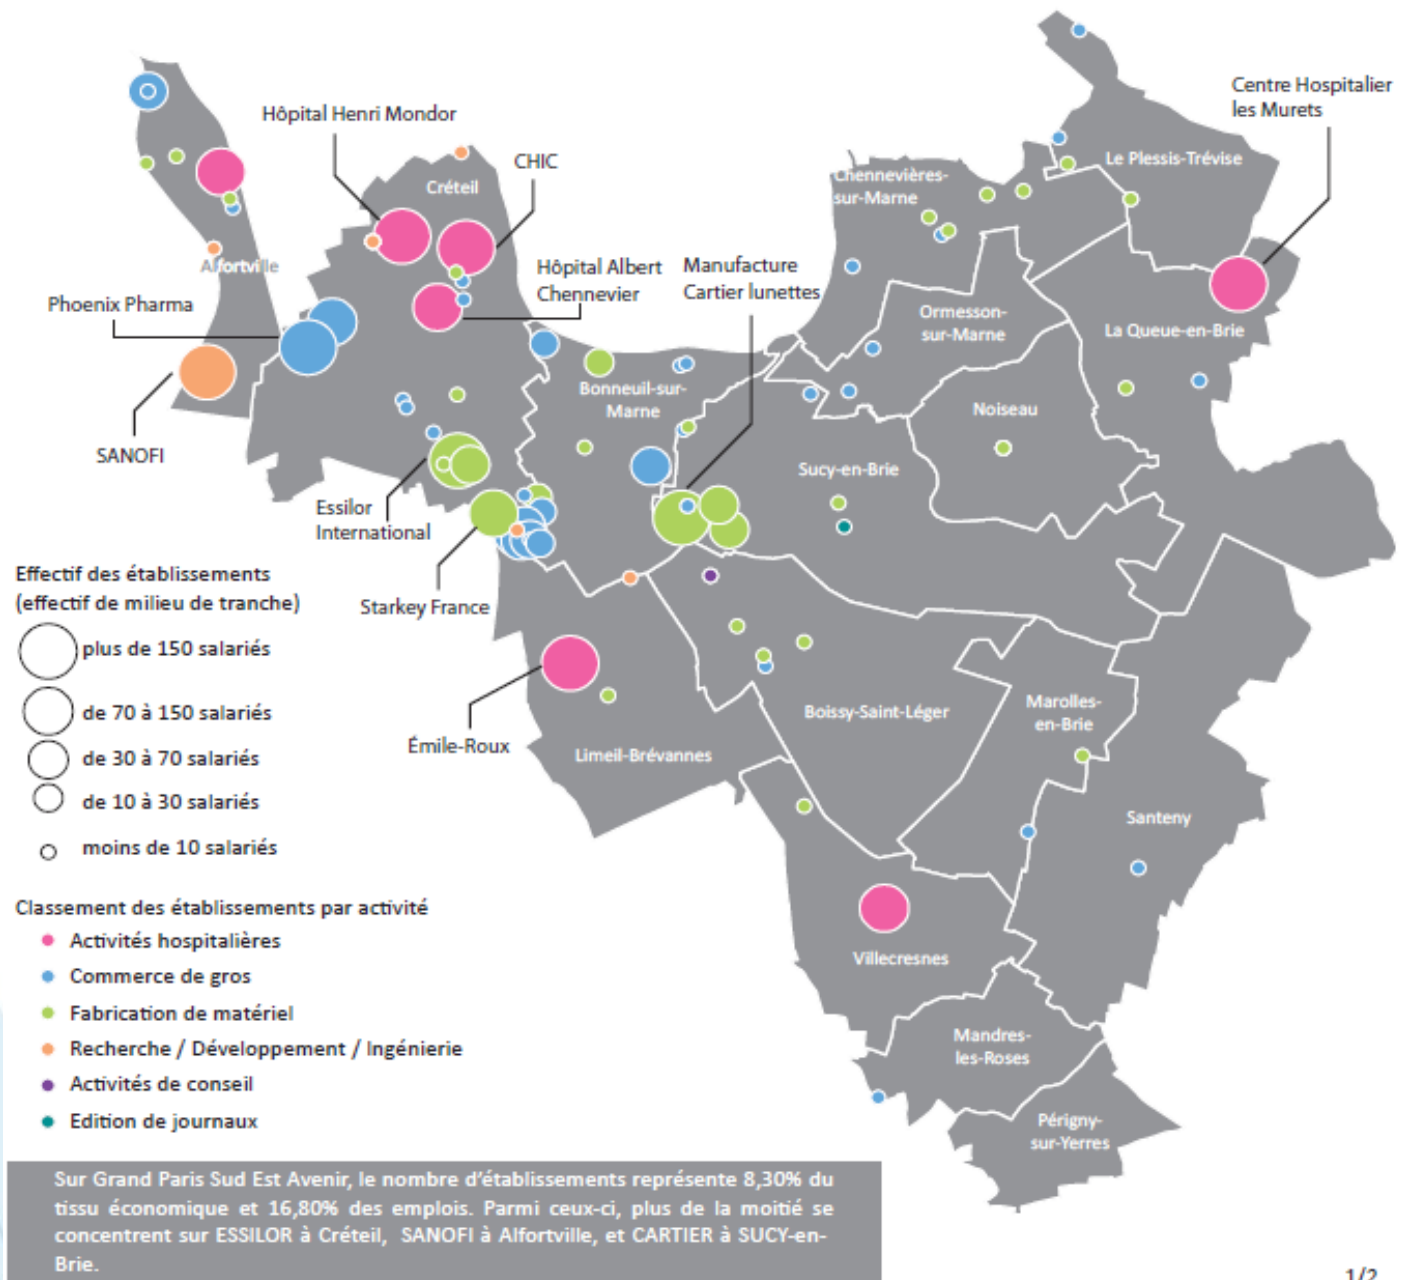 Centre Hospitalier
les Murets
Hôpital Henri Mondor
CHIC
Créteil
Le Plessis-Trévise
Chennevières-
sur-Marne
Alfortville
Hôpital Albert
Chennevier
Manufacture
Cartier lunettes
Phoenix Pharma
Ormesson-
sur-Marne
La Queue-en-Brie
Bonneuil-sur-
Marne
Noiseau
SANOFI
Sucy-en-Brie
Essilor
International
Starkey France
Effectif des établissements
(effectif de milieu de tranche)
plus de 150 salariés
de 70 à 150 salariés
de 30 à 70 salariés
de 10 à 30 salariés
moins de 10 salariés
Émile-Roux
Limeil-Brévannes
Boissy-Saint-Léger
Marolles-
en-Brie
Santeny
Villecresnes
Mandres-
les-Roses
Périgny-
sur-Yerres
Classement des établissements par activité
Activités hospitalières
Commerce de gros
Fabrication de matériel
Recherche / Développement / Ingénierie
Activités de conseil
Edition de journaux
Sur Grand Paris Sud Est Avenir, le nombre d'établissements représente 8,30% du
tissu économique et 16,80% des emplois. Parmi ceux-ci, plus de la moitié se
concentrent sur ESSILOR à Créteil, SANOFI à Alfortville, et CARTIER à SUCY-en-
Brie.
1/2